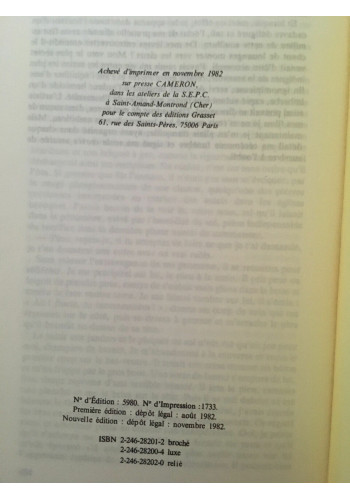 Achevé d'imprimer en novembre 1982
sur presse CAMERON,
dans les ateliers de la S.E.P.C.
à Saint-Amand-Montrond (Cher)
pour le compte des éditions Grasset
61, rue des Saints-Pères, 75006 Paris
N° d'Édition : 5980. N° d'Impression : 1733.
Première édition : dépôt légal : août 1982.
Nouvelle édition : dépôt légal : novembre 1982.
ISBN 2-246-28201-2 broché
2-246-28200-4 luxe
2-246-28202-0 relié